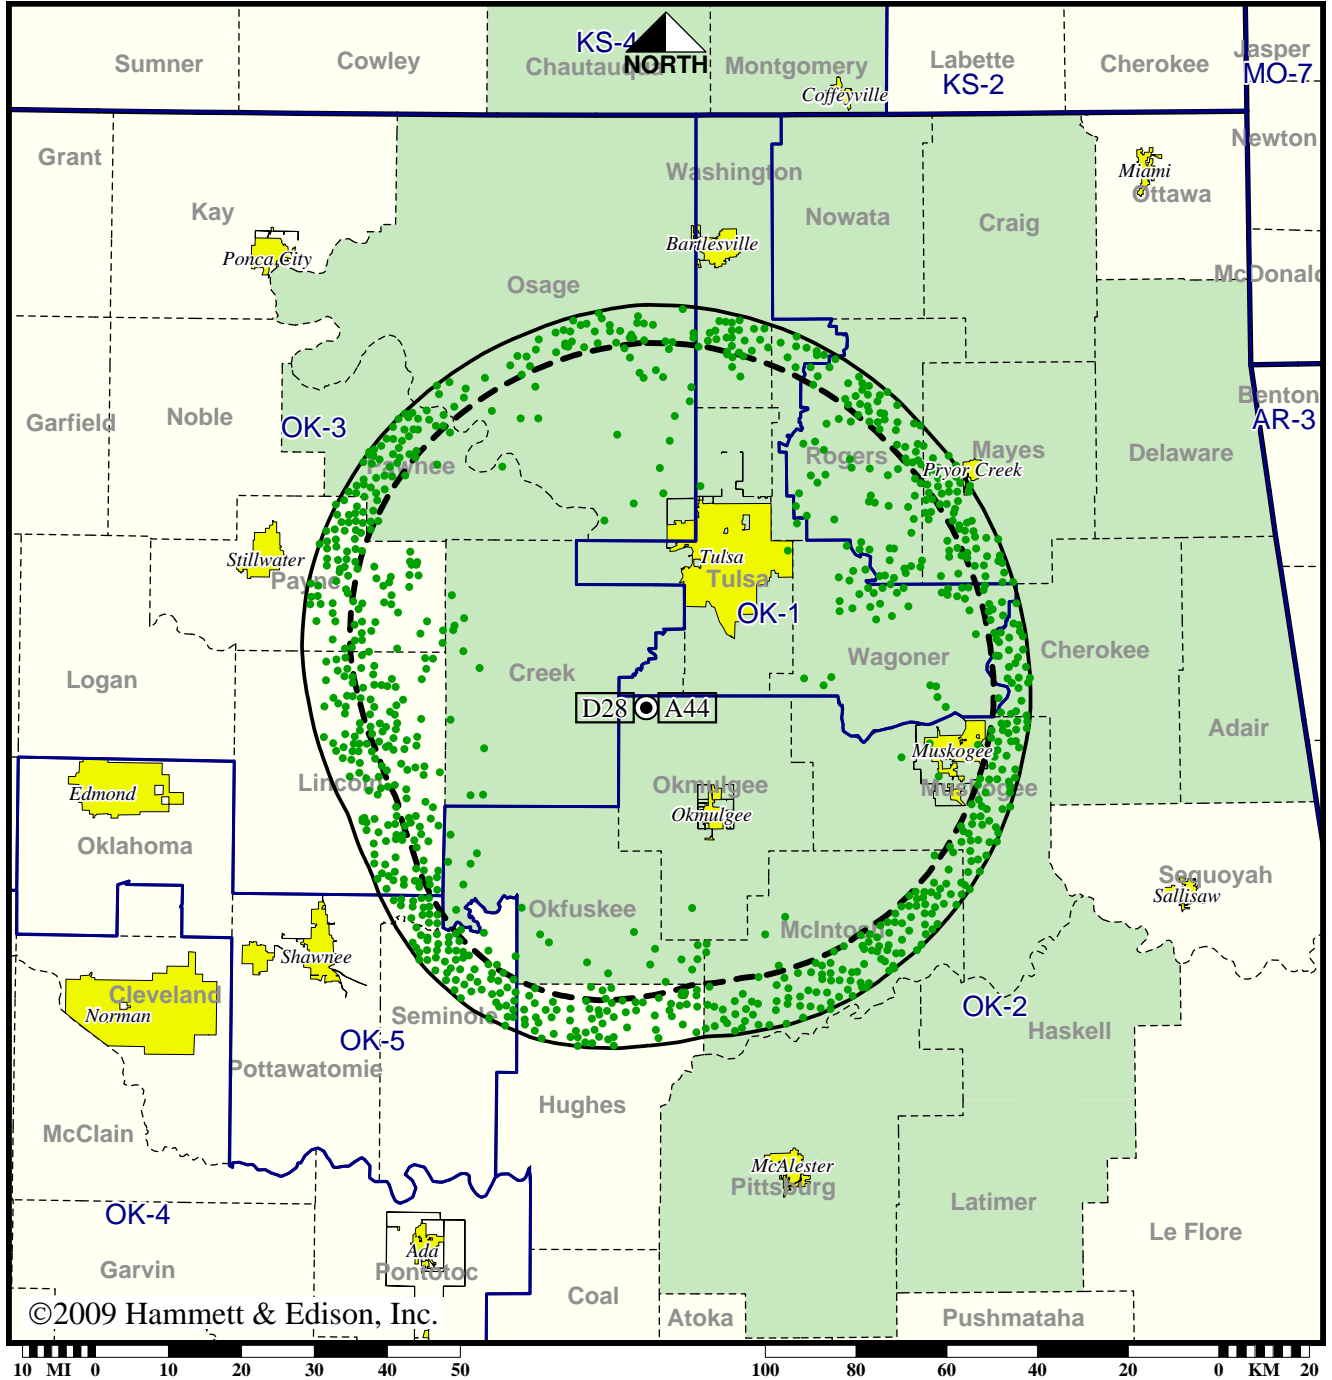 Sumner
Cowley
KS-4
Chautauqua
NORTH
Montgomery
Coffeyville
Labette
KS-2
Cherokee
Jasper
MO-7
Grant
Kay
Ponca City
Washington
Bartlesville
Nowata
Craig
Miami
Ottawa
Newton
McDonald
Osage
Garfield
Noble
OK-3
Pawnee
Rogers
Mayes
Pryor Creek
Delaware
Benton
AR-3
Stillwater
Payne
Tulsa
Tulsa
OK-1
Logan
Creek
Wagoner
Cherokee
D28
A44
Adair
Lincoln
Edmond
Oklahoma
Okmulgee
Okmulgee
Muskogee
Muskogee
Sequoyah
Sallisaw
Okfuskee
McIntosh
Shawnee
Cleveland
Norman
Seminole
OK-5
Pottawatomie
OK-2
Haskell
Hughes
McClain
McAlester
Pittsburg
Latimer
Le Flore
OK-4
Garvin
Ada
Pontotoc
Coal
Atoka
Pushmataha
©2009 Hammett & Edison, Inc.
10 MI 0 10 20 30 40 50
100 80 60 40 20 0 KM 20